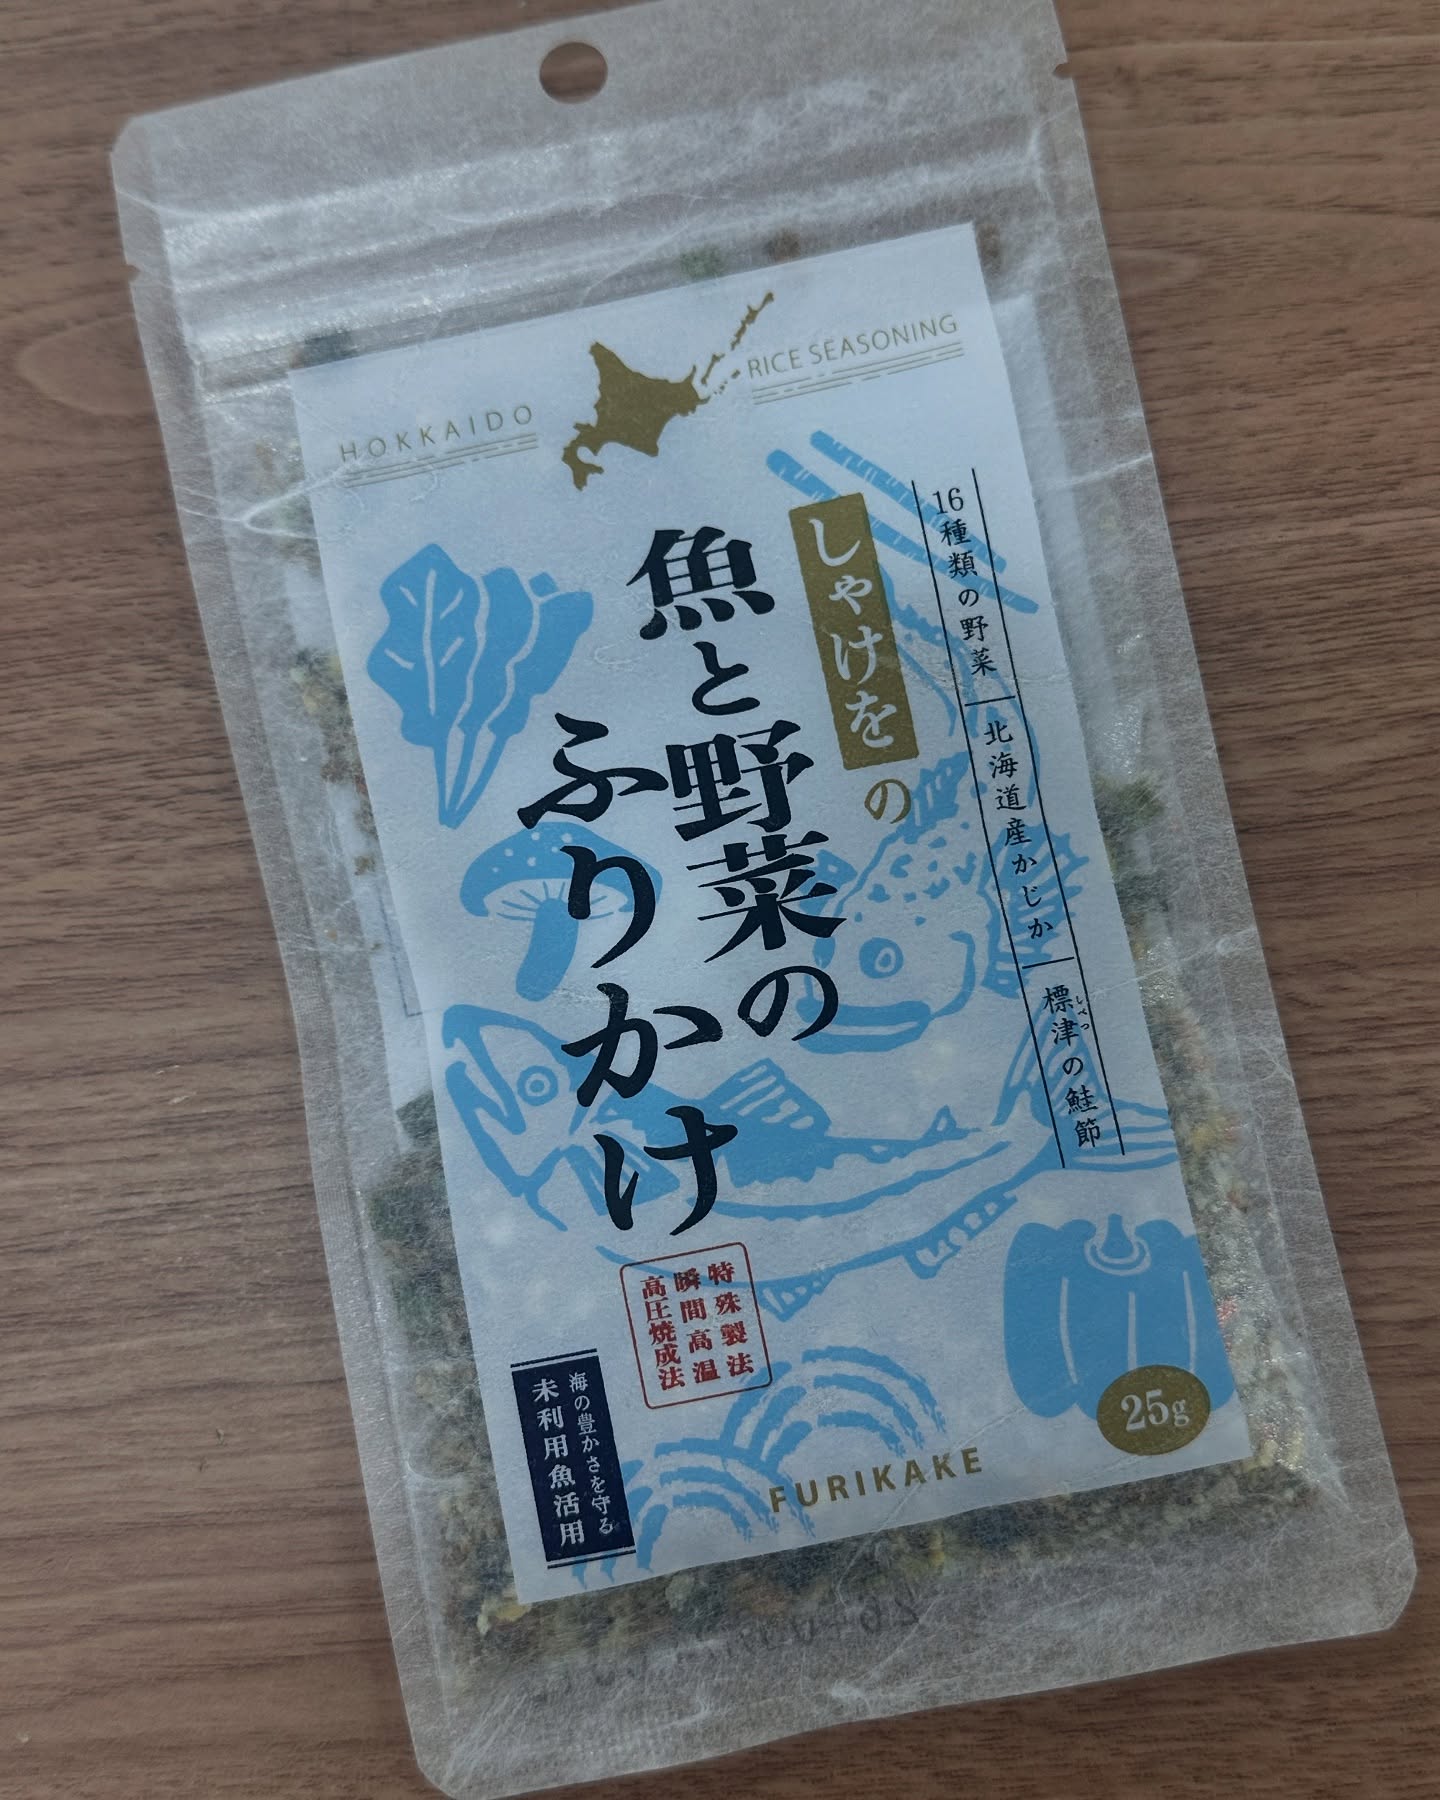 HOKKAIDO
RICE SEASONING
16種類の野菜
北海道産かじか
標津の鮭節
しべつ
しゃけをの
魚と野菜の
ふりかけ
特殊製法
瞬間高温
高圧焼成法
海の豊かさを守る
未利用魚活用
25g
FURIKAKE